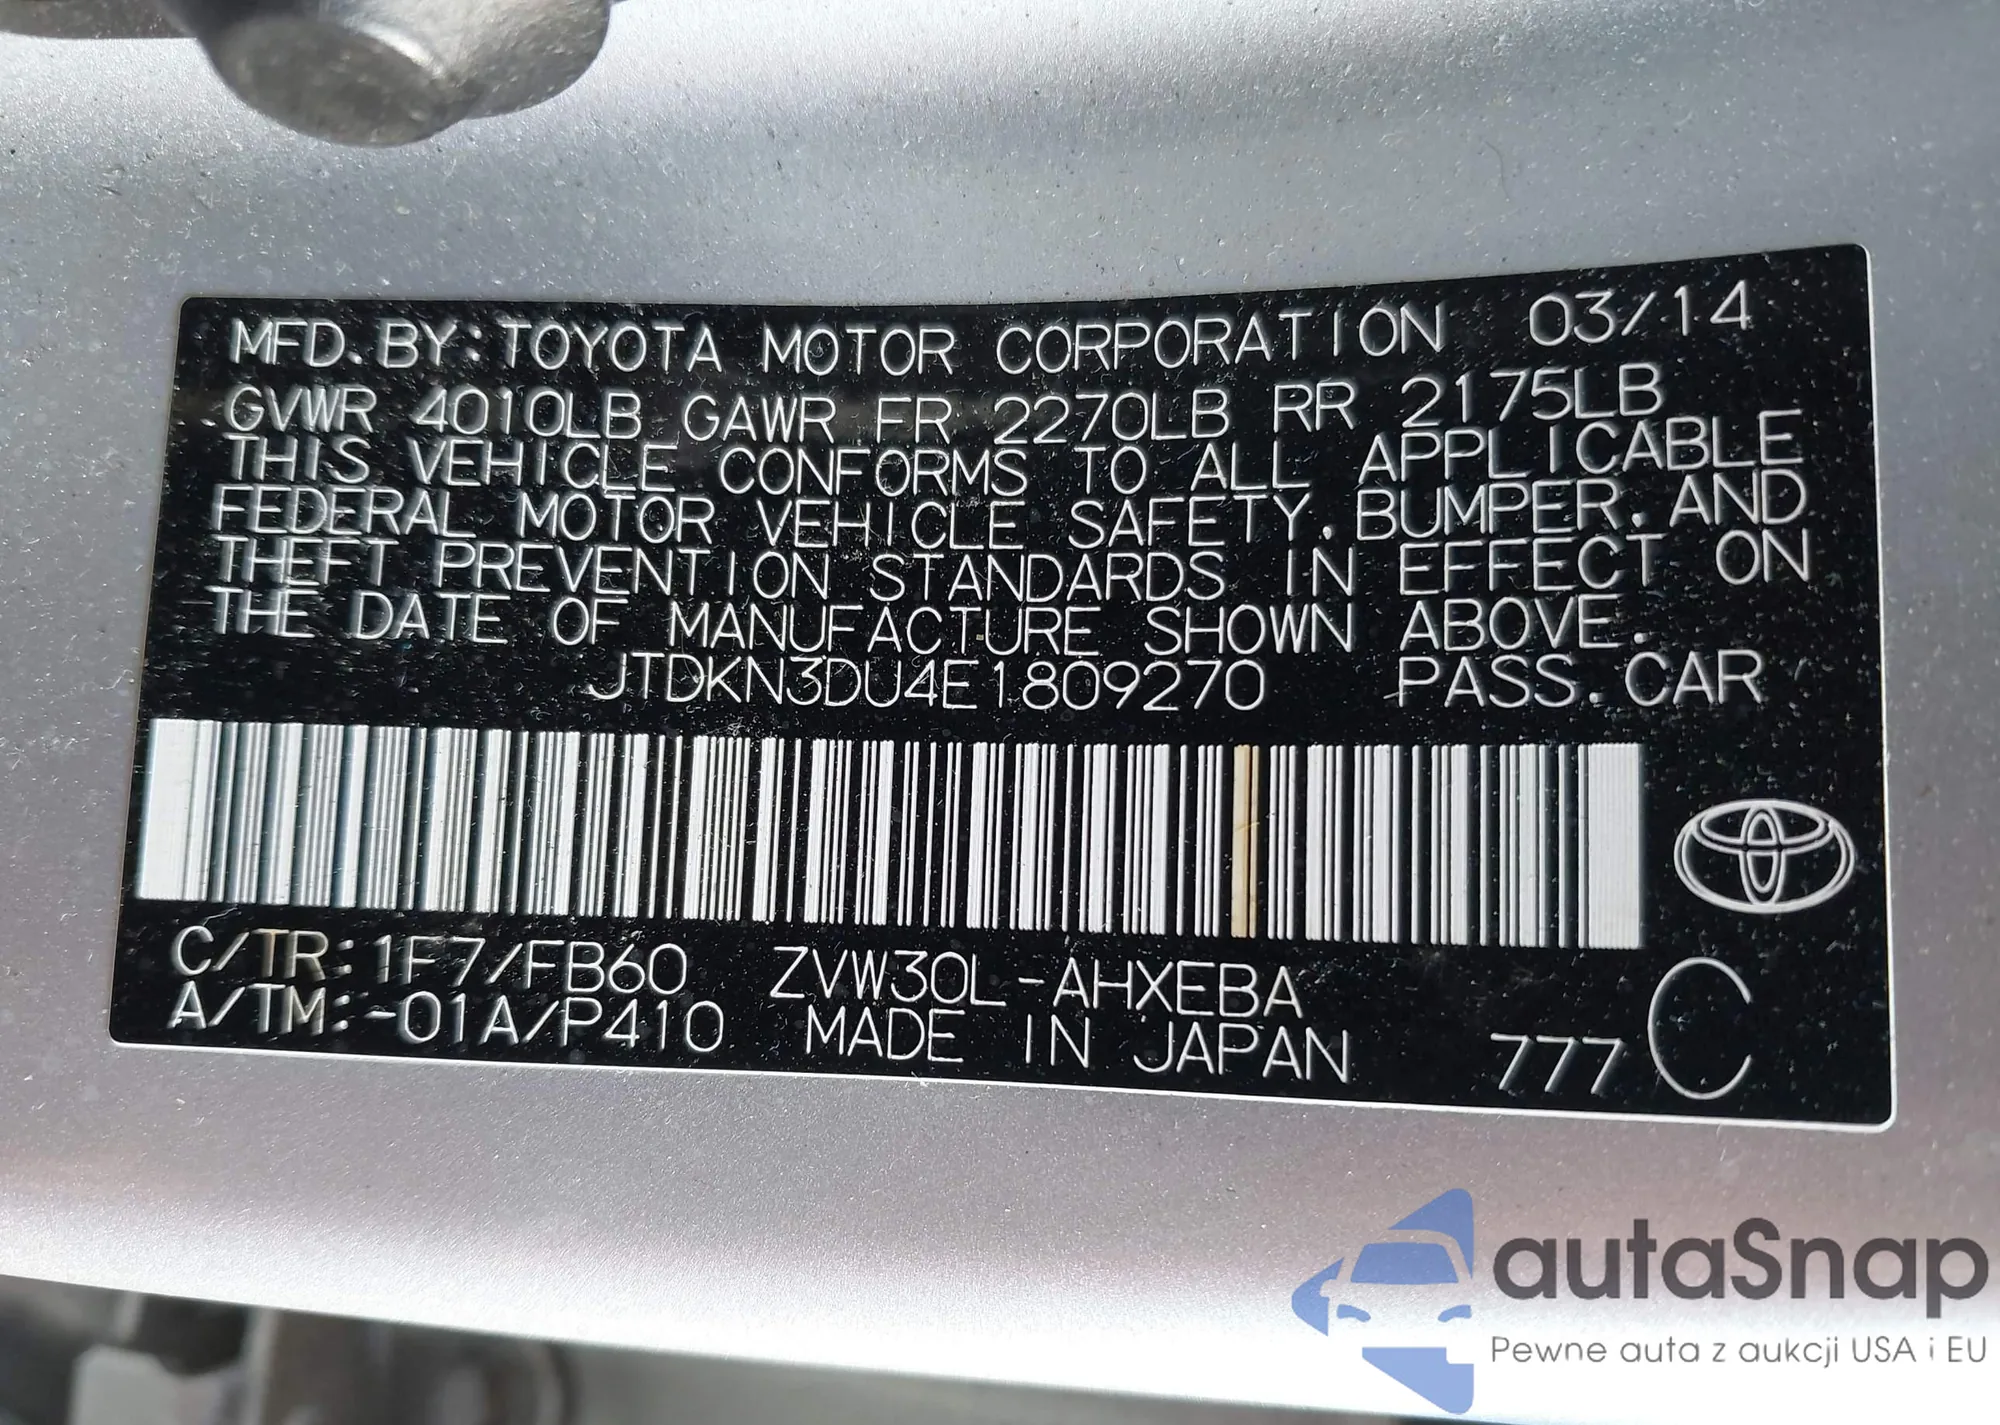 MFD. BY: TOYOTA MOTOR CORPORATION 03/14
GVWR 4010LB GAWR FR 2270LB RR 2175LB
THIS VEHICLE CONFORMS TO ALL APPLICABLE
FEDERAL MOTOR VEHICLE SAFETY, BUMPER, AND
THEFT PREVENTION STANDARDS IN EFFECT ON
THE DATE OF MANUFACTURE SHOWN ABOVE.
JTDKN3DU4E1809270 PASS. CAR
C/TR: 1F7/FB60 ZVW30L-AHXEBA
A/TM: -01A/P410 MADE IN JAPAN 777 C
autaSnap
Pewne auta z aukcji USA i EU